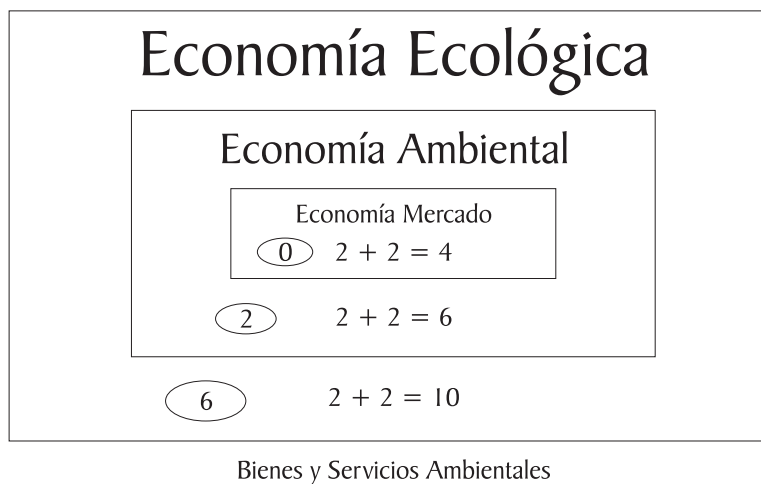 Economía Ecológica
Economía Ambiental
Economía Mercado
0 2 + 2 = 4
2 2 + 2 = 6
6 2 + 2 = 10
Bienes y Servicios Ambientales